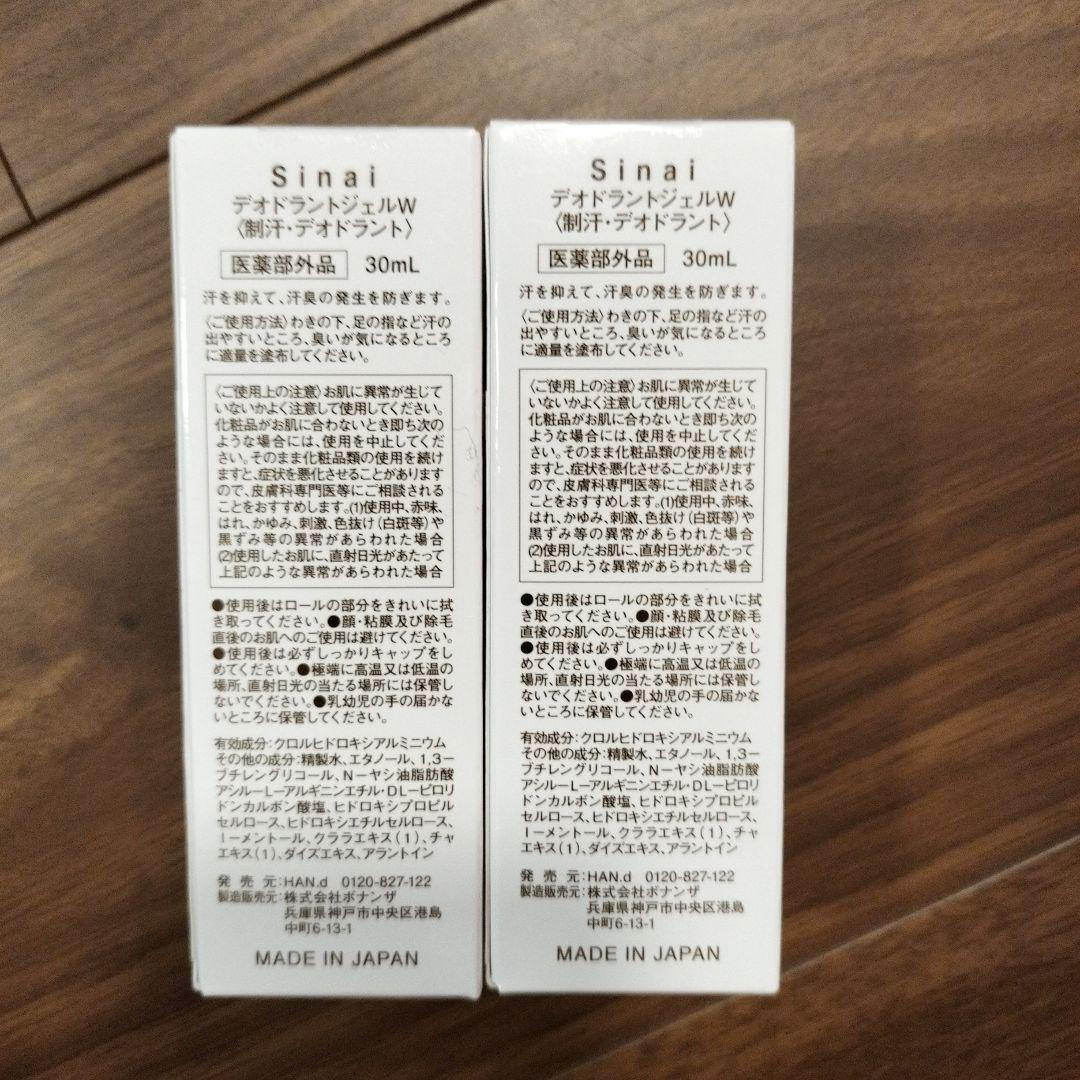 Sinai
デオドラントジェルW
〈制汗・デオドラント〉
医薬部外品 30mL
汗を抑えて、汗臭の発生を防ぎます。
〈ご使用方法〉わきの下、足の指など汗の
出やすいところ、臭いが気になるところ
に適量を塗布してください。
〈ご使用上の注意〉お肌に異常が生じて
いないかよく注意して使用してください。
化粧品がお肌に合わないとき即ち次の
ような場合には、使用を中止してくだ
さい。そのまま化粧品類の使用を続け
ますと、症状を悪化させることがあります
ので、皮膚科専門医等にご相談される
ことをおすすめします。(1)使用中、赤味、
はれ、かゆみ、刺激、色抜け(白斑等)や
黒ずみ等の異常があらわれた場合
(2)使用したお肌に、直射日光があたって
上記のような異常があらわれた場合
●使用後はロールの部分をきれいに拭
き取ってください。●顔・粘膜及び除毛
直後のお肌へのご使用は避けてください。
●使用後は必ずしっかりキャップをし
めてください。●極端に高温又は低温の
場所、直射日光の当たる場所には保管し
ないでください。●乳幼児の手の届かな
いところに保管してください。
有効成分:クロルヒドロキシアルミニウム
その他の成分:精製水、エタノール、1,3ー
ブチレングリコール、Nーヤシ油脂肪酸
アシルーLーアルギニンエチル・DLーピロリ
ドンカルボン酸塩、ヒドロキシプロピル
セルロース、ヒドロキシエチルセルロース、
lーメントール、クララエキス(1)、チャ
エキス(1)、ダイズエキス、アラントイン
発売元:HAN.d 0120-827-122
製造販売元:株式会社ボナンザ
兵庫県神戸市中央区港島
中町6-13-1
MADE IN JAPAN
Sinai
デオドラントジェルW
〈制汗・デオドラント〉
医薬部外品 30mL
汗を抑えて、汗臭の発生を防ぎます。
〈ご使用方法〉わきの下、足の指など汗の
出やすいところ、臭いが気になるところ
に適量を塗布してください。
〈ご使用上の注意〉お肌に異常が生じて
いないかよく注意して使用してください。
化粧品がお肌に合わないとき即ち次の
ような場合には、使用を中止してくだ
さい。そのまま化粧品類の使用を続け
ますと、症状を悪化させることがあります
ので、皮膚科専門医等にご相談される
ことをおすすめします。(1)使用中、赤味、
はれ、かゆみ、刺激、色抜け(白斑等)や
黒ずみ等の異常があらわれた場合
(2)使用したお肌に、直射日光があたって
上記のような異常があらわれた場合
●使用後はロールの部分をきれいに拭
き取ってください。●顔・粘膜及び除毛
直後のお肌へのご使用は避けてください。
●使用後は必ずしっかりキャップをし
めてください。●極端に高温又は低温の
場所、直射日光の当たる場所には保管し
ないでください。●乳幼児の手の届かな
いところに保管してください。
有効成分:クロルヒドロキシアルミニウム
その他の成分:精製水、エタノール、1,3ー
ブチレングリコール、Nーヤシ油脂肪酸
アシルーLーアルギニンエチル・DLーピロリ
ドンカルボン酸塩、ヒドロキシプロピル
セルロース、ヒドロキシエチルセルロース、
lーメントール、クララエキス(1)、チャ
エキス(1)、ダイズエキス、アラントイン
発売元:HAN.d 0120-827-122
製造販売元:株式会社ボナンザ
兵庫県神戸市中央区港島
中町6-13-1
MADE IN JAPAN